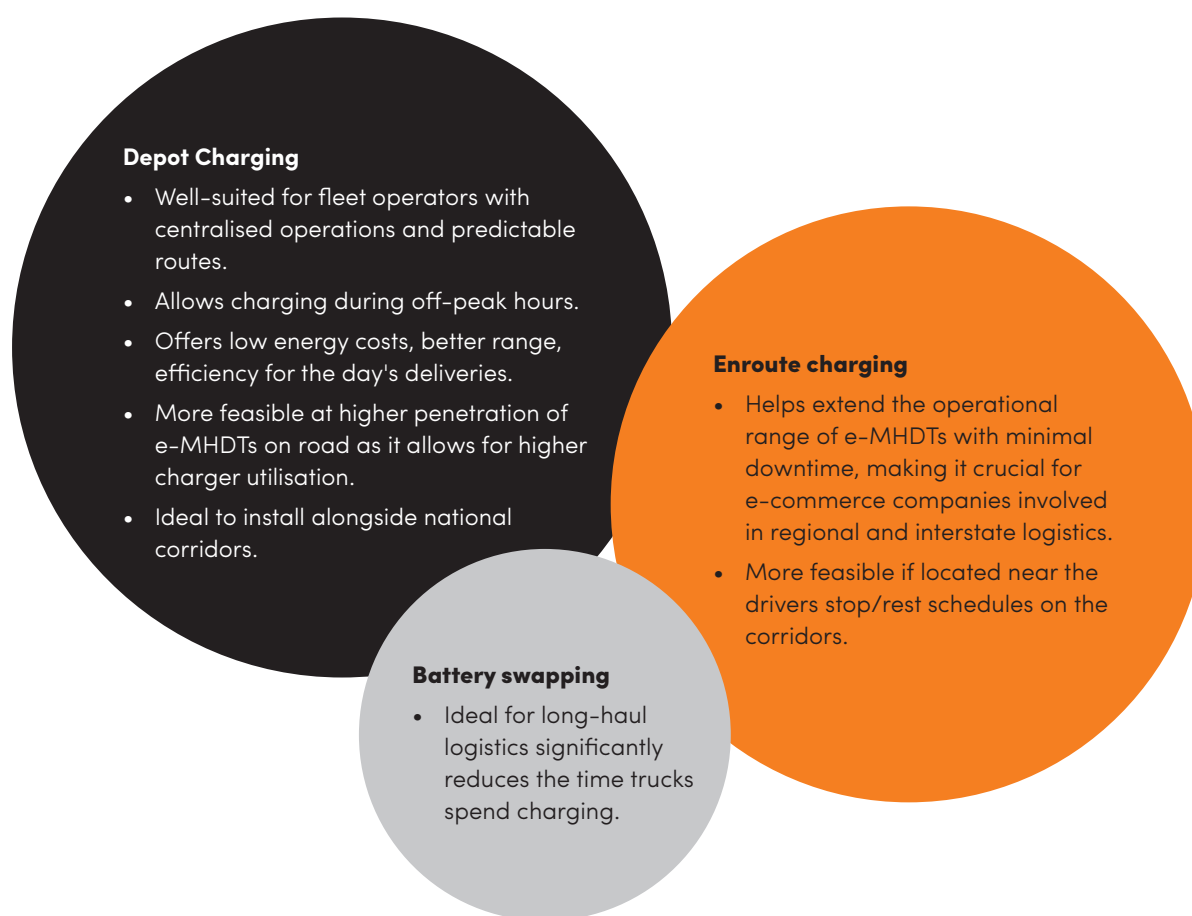 Depot Charging
• Well-suited for fleet operators with
centralised operations and predictable
routes.
• Allows charging during off-peak hours.
• Offers low energy costs, better range,
efficiency for the day's deliveries.
• More feasible at higher penetration of
e-MHDTs on road as it allows for higher
charger utilisation.
• Ideal to install alongside national
corridors.
Enroute charging
• Helps extend the operational
range of e-MHDTs with minimal
downtime, making it crucial for
e-commerce companies involved
in regional and interstate logistics.
• More feasible if located near the
drivers stop/rest schedules on the
corridors.
Battery swapping
• Ideal for long-haul
logistics significantly
reduces the time trucks
spend charging.